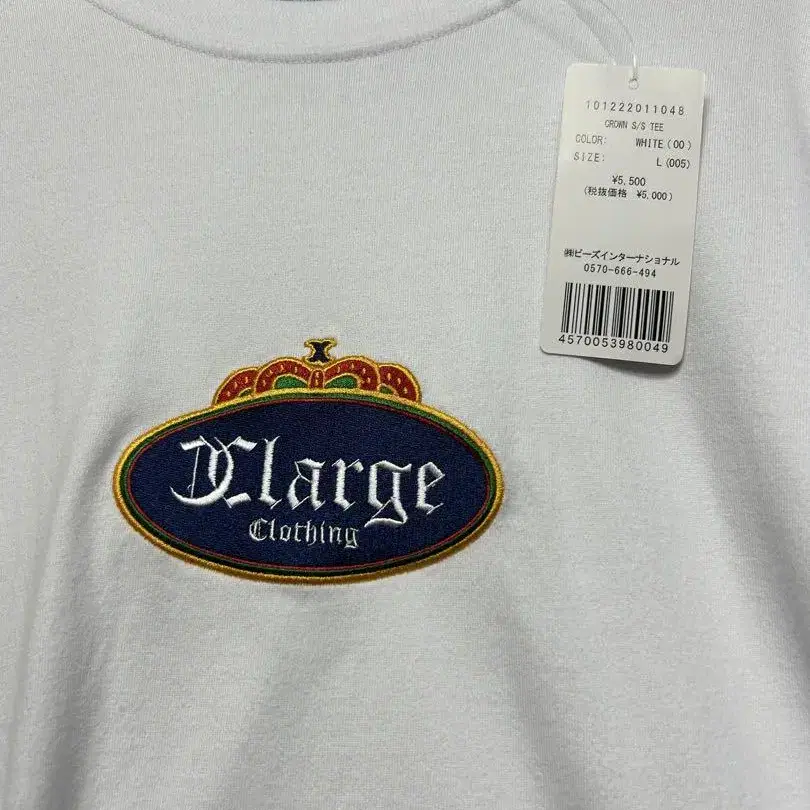 101222011048
CROWN S/S TEE
COLOR: WHITE(00)
SIZE: L(005)
¥5,500
(税抜価格 ¥5,000)
㈱ビーズインターナショナル
0570-666-494
4570053980049
X
XLarge
Clothing